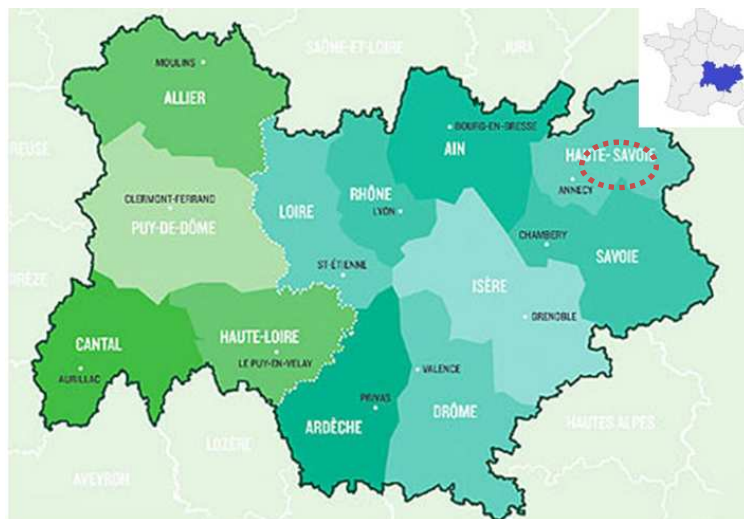 SAÔNE-ET-LOIRE
JURA
MOULINS
ALLIER
BOURG-EN-BRESSE
AIN
HAUTE-SAVOIE
ANNECY
CLERMONT-FERRAND
PUY-DE-DÔME
LOIRE
RHÔNE
LYON
CHAMBERY
SAVOIE
ST-ÉTIENNE
ISÈRE
GRENOBLE
CANTAL
AURILLAC
HAUTE-LOIRE
LE PUY-EN-VELAY
VALENCE
PRIVAS
ARDÈCHE
DRÔME
HAUTES ALPES
LOZÈRE
AVEYRON